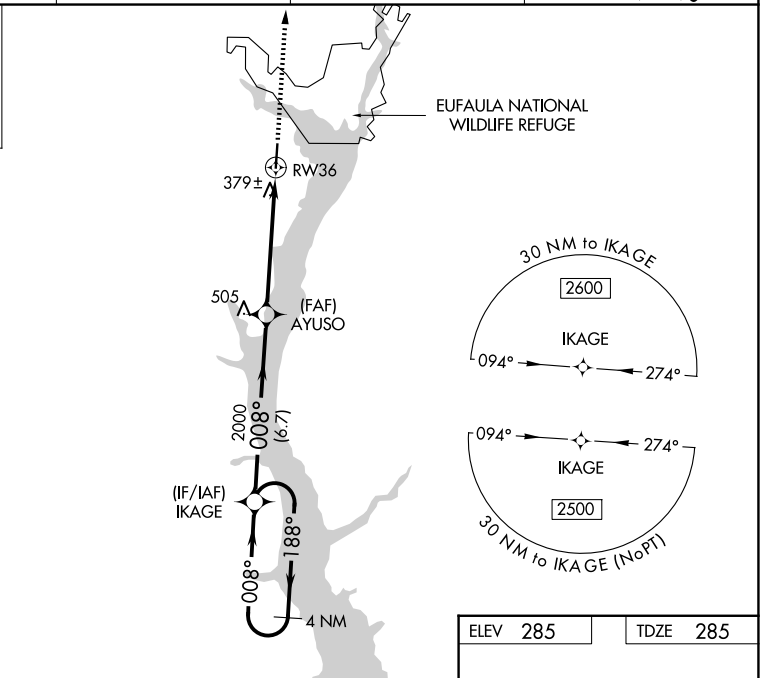 EUFAULA NATIONAL
WILDLIFE REFUGE
RW36
379±
30 NM to IKAGE
2600
505
(FAF)
AYUSO
IKAGE
094°
274°
2000
008°
(6.7)
094°
274°
IKAGE
(IF/IAF)
IKAGE
2500
188°
30 NM to IKAGE (NoPT)
008°
4 NM
ELEV 285
TDZE 285